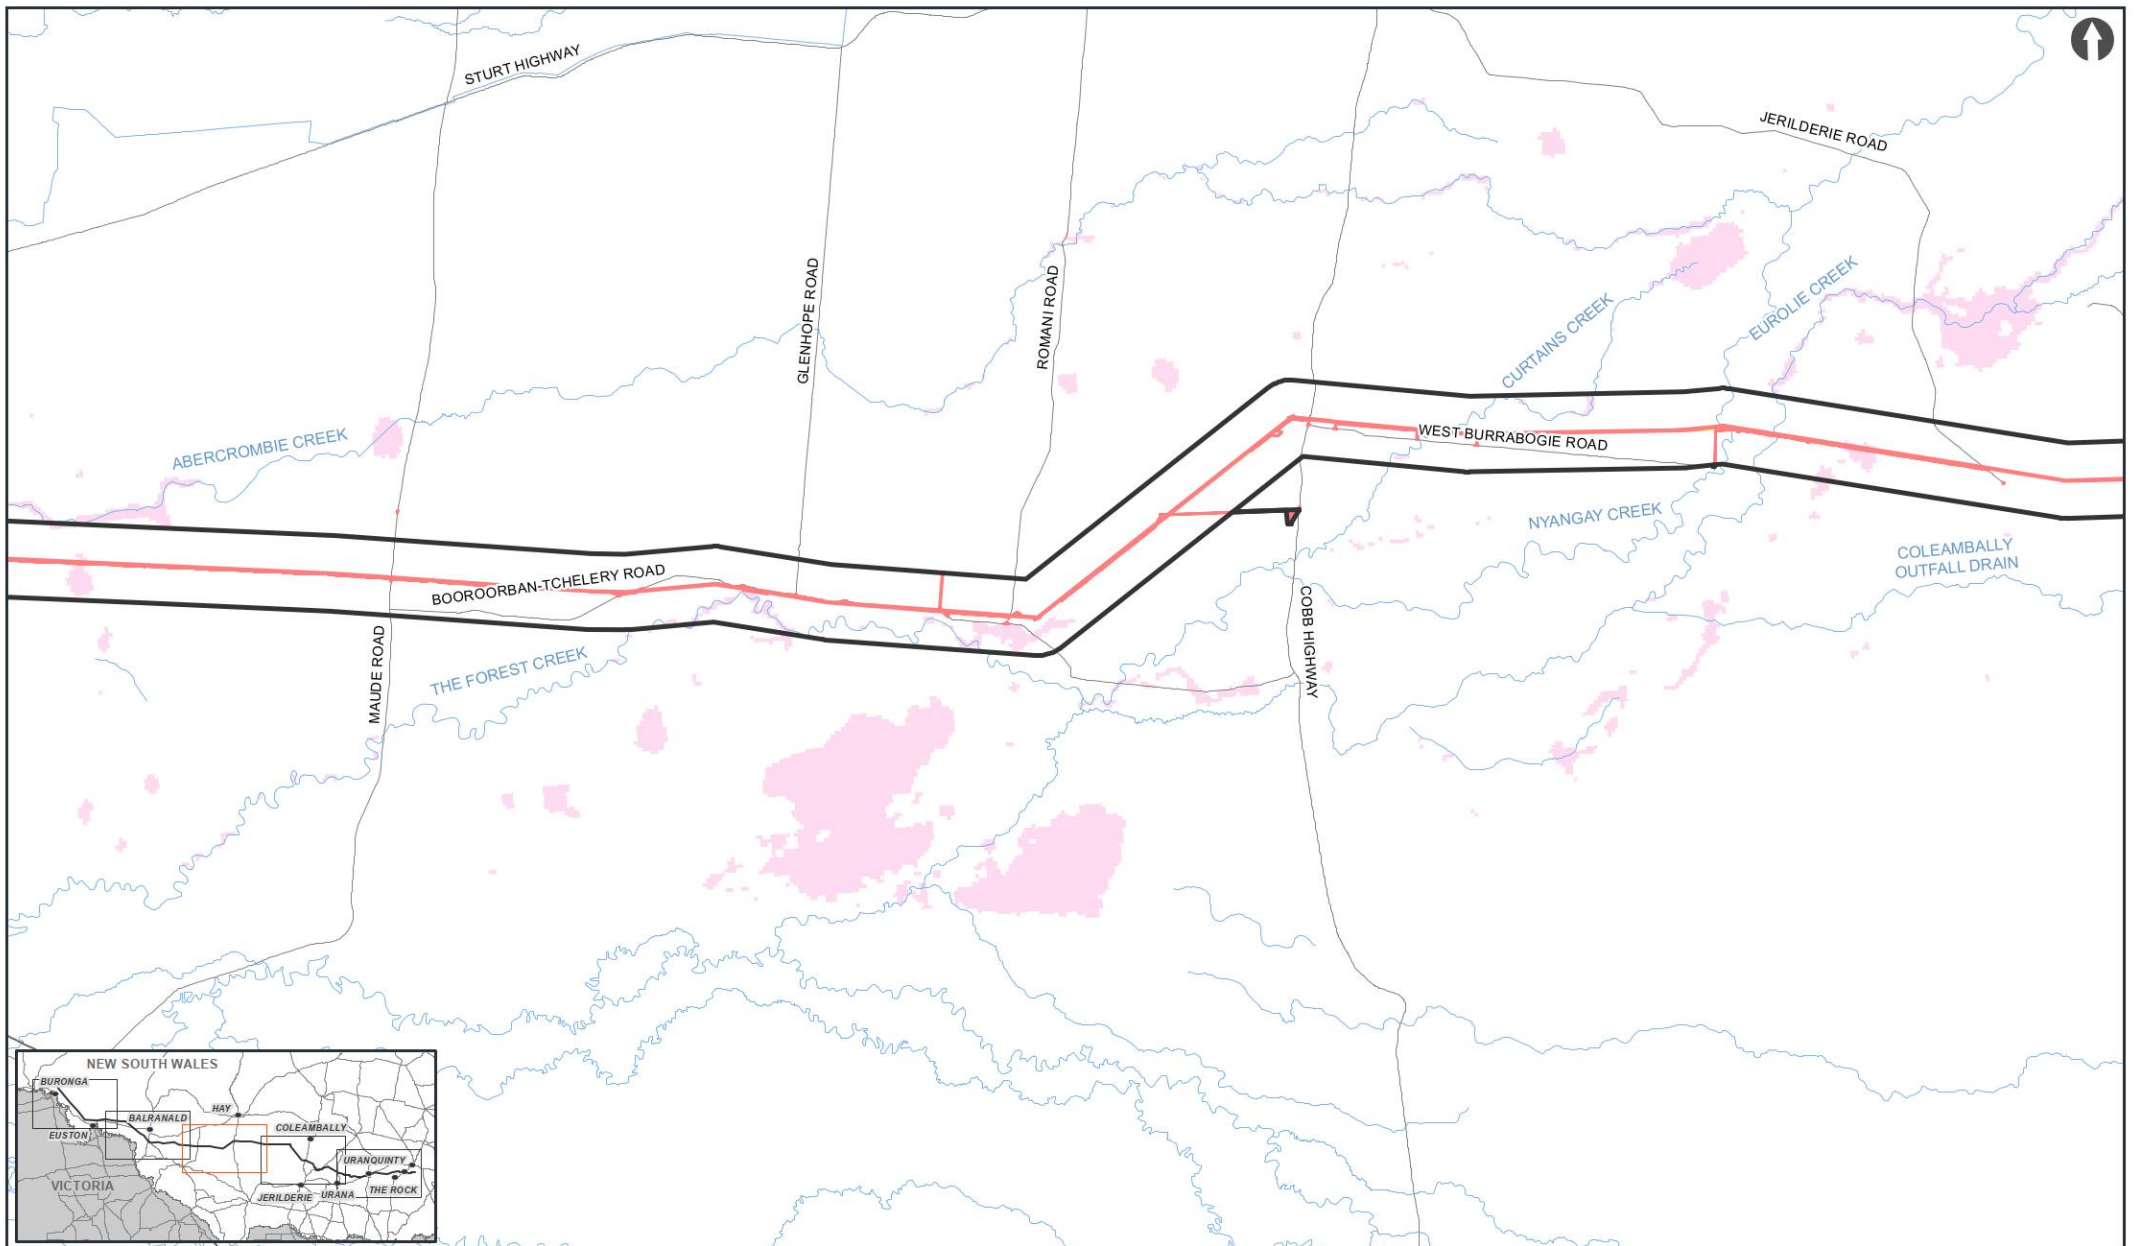 STURT HIGHWAY
JERILDERIE ROAD
GLENHOPE ROAD
ROMANI ROAD
CURTAINS CREEK
EUROLIE CREEK
ABERCROMBIE CREEK
WEST BURRABOGIE ROAD
NYANGAY CREEK
COLEAMBALLY
OUTFALL DRAIN
BOOROORBAN-TCHELERY ROAD
COBB HIGHWAY
MAUDE ROAD
THE FOREST CREEK
NEW SOUTH WALES
BURONGA
BALRANALD
HAY
EUSTON
COLEAMBALLY
URANQUINTY
VICTORIA
JERILDERIE
URANA
THE ROCK